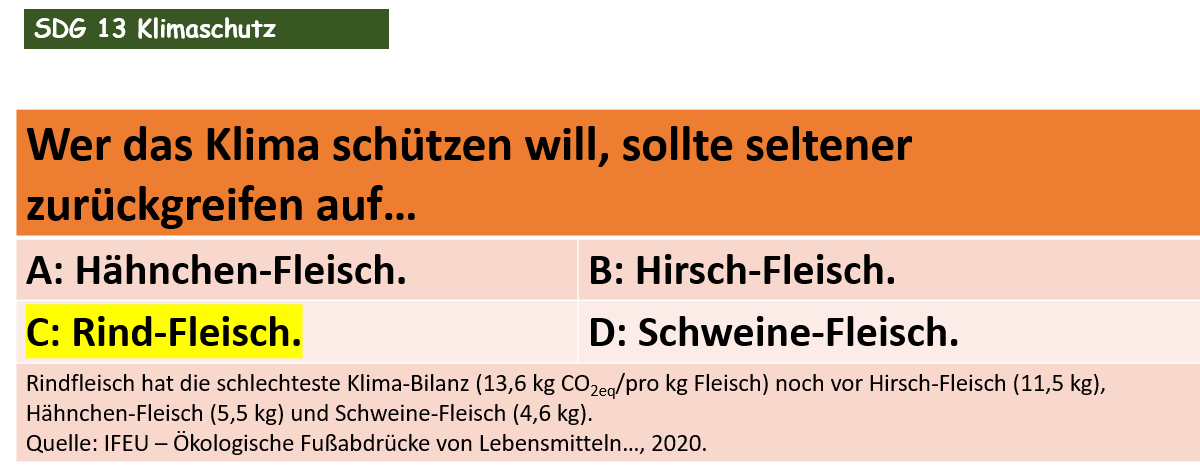 SDG 13 Klimaschutz
Wer das Klima schützen will, sollte seltener
zurückgreifen auf…
A: Hähnchen-Fleisch.
B: Hirsch-Fleisch.
C: Rind-Fleisch.
D: Schweine-Fleisch.
Rindfleisch hat die schlechteste Klima-Bilanz (13,6 kg CO2eq/pro kg Fleisch) noch vor Hirsch-Fleisch (11,5 kg),
Hähnchen-Fleisch (5,5 kg) und Schweine-Fleisch (4,6 kg).
Quelle: IFEU – Ökologische Fußabdrücke von Lebensmitteln…, 2020.